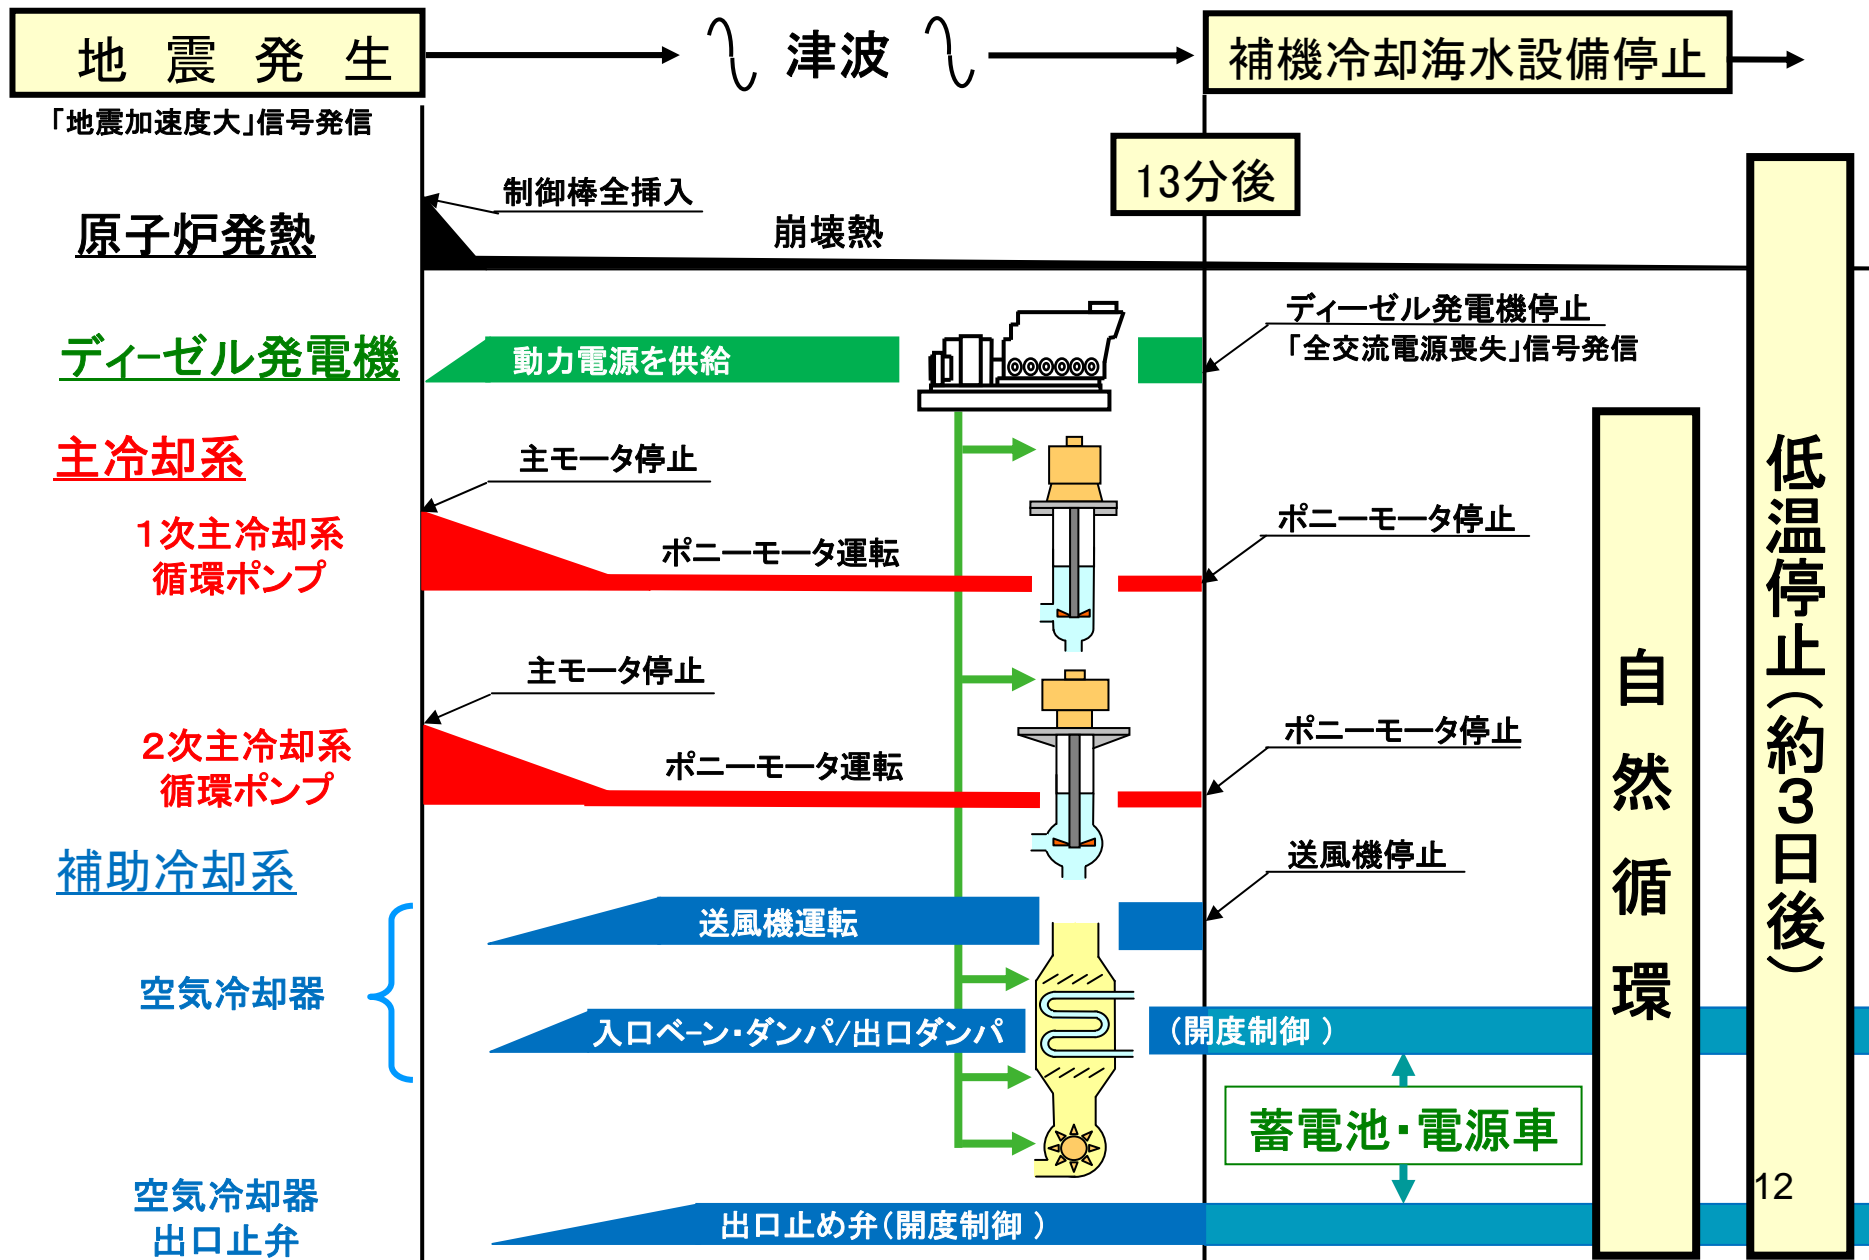 地震発生
津波
補機冷却海水設備停止
「地震加速度大」信号発信
13分後
制御棒全挿入
原子炉発熱
崩壊熱
ディーゼル発電機
動力電源を供給
ディーゼル発電機停止
「全交流電源喪失」信号発信
主冷却系
主モータ停止
1次主冷却系
循環ポンプ
ポニーモータ運転
ポニーモータ停止
主モータ停止
2次主冷却系
循環ポンプ
ポニーモータ運転
ポニーモータ停止
補助冷却系
送風機運転
送風機停止
空気冷却器
入口ベーン・ダンパ/出口ダンパ
(開度制御)
蓄電池・電源車
空気冷却器
出口止弁
出口止め弁(開度制御)
自然循環
低温停止(約3日後)
12